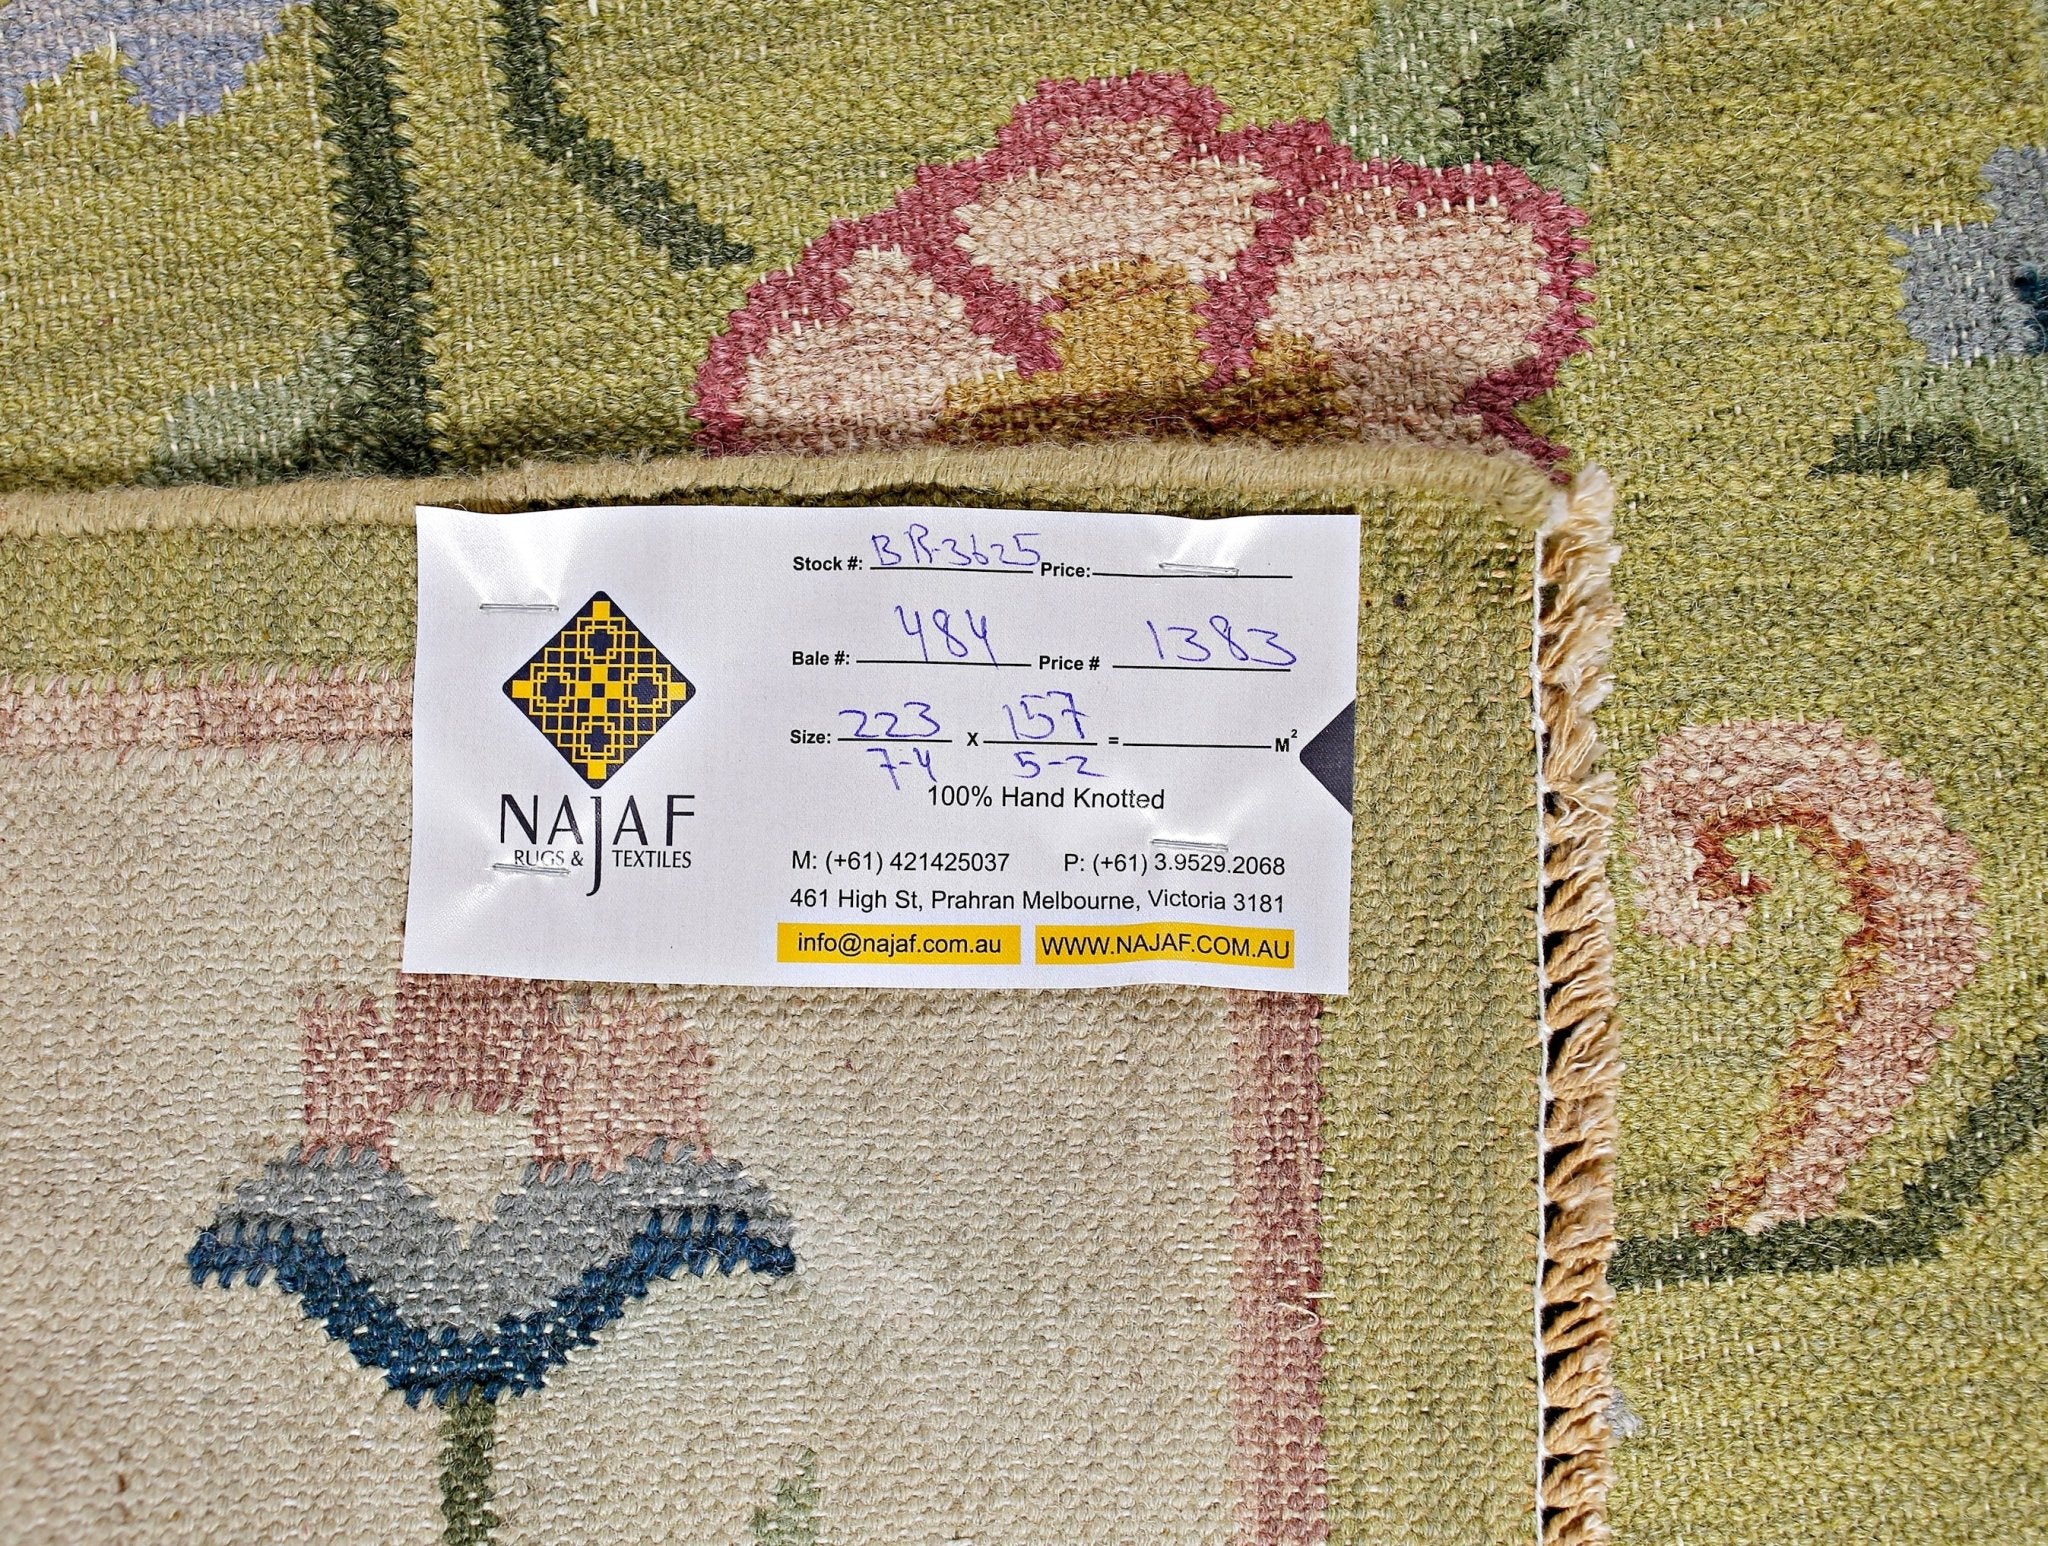 NAJAF
RUGS & TEXTILES
Stock #: BR-3625 Price:
Bale #: 484 Price # 1383
Size: 223 X 157 = M²
7-4 5-2
100% Hand Knotted
M: (+61) 421425037 P: (+61) 3.9529.2068
461 High St, Prahran Melbourne, Victoria 3181
info@najaf.com.au WWW.NAJAF.COM.AU